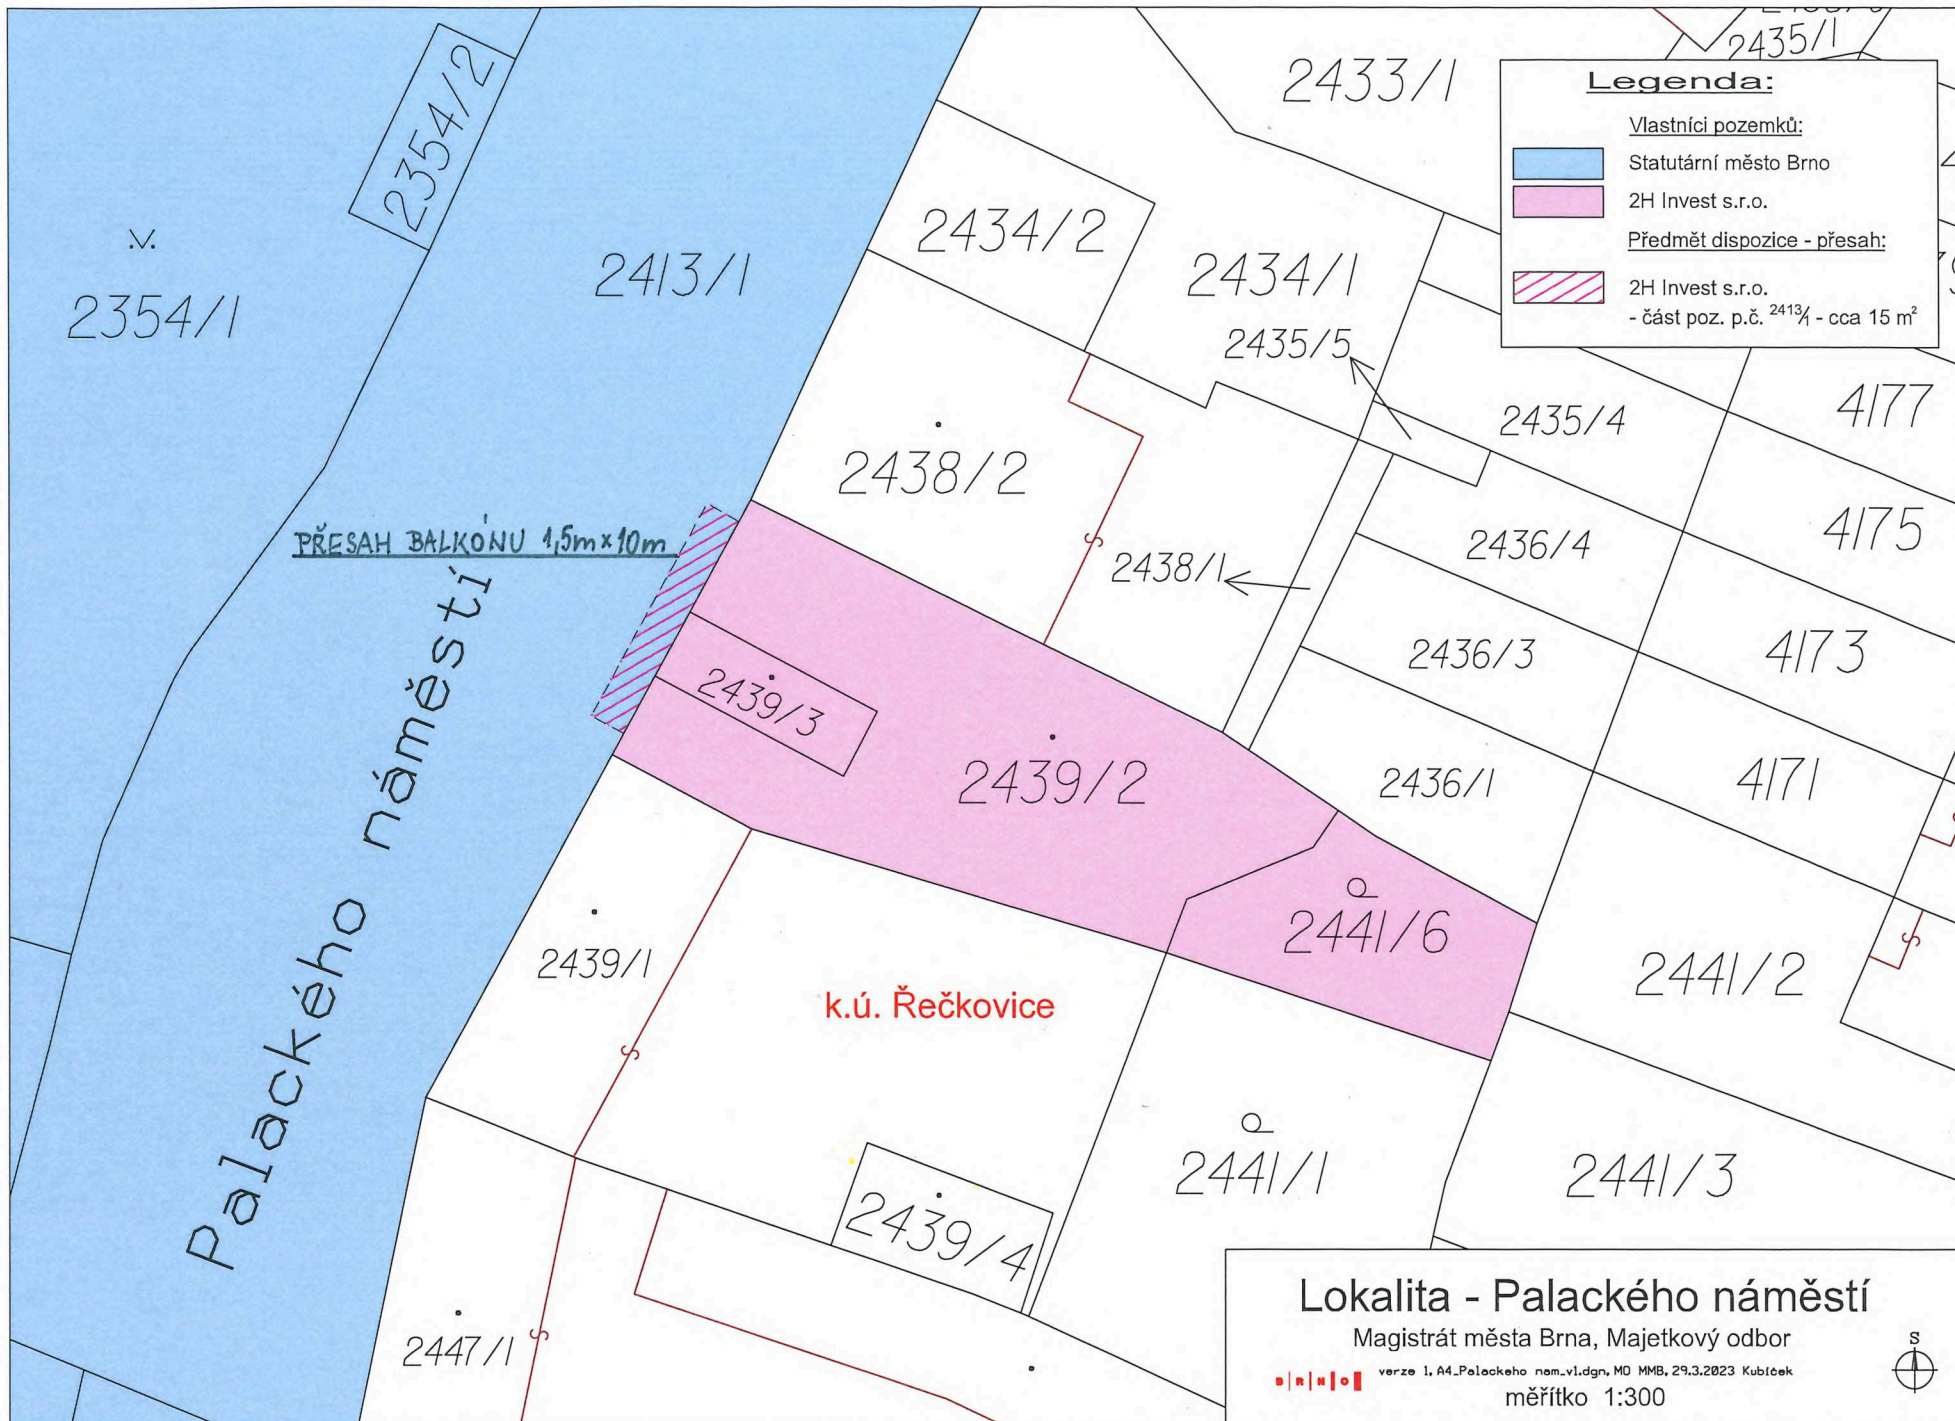 2435/1
2433/1
Legenda:
Vlastníci pozemků:
Statutární město Brno
2H Invest s.r.o.
Předmět dispozice - přesah:
2H Invest s.r.o.
- část poz. p.č. 2413/1 - cca 15 m²
2354/2
2354/1
2413/1
2434/2
2434/1
2435/5
2435/4
4177
2438/2
4175
PŘESAH BALKÓNU 1,5m×10m
2438/1
2436/4
2436/3
4173
2439/3
2439/2
2436/1
4171
Palackého náměstí
2441/6
2439/1
2441/2
k.ú. Řečkovice
2441/1
2441/3
2439/4
2447/1
Lokalita - Palackého náměstí
Magistrát města Brna, Majetkový odbor
BRNO
verze 1, A4_Palackeho nam_v1.dgn, MO MMB, 29.3.2023 Kubíček
měřítko 1:300
S